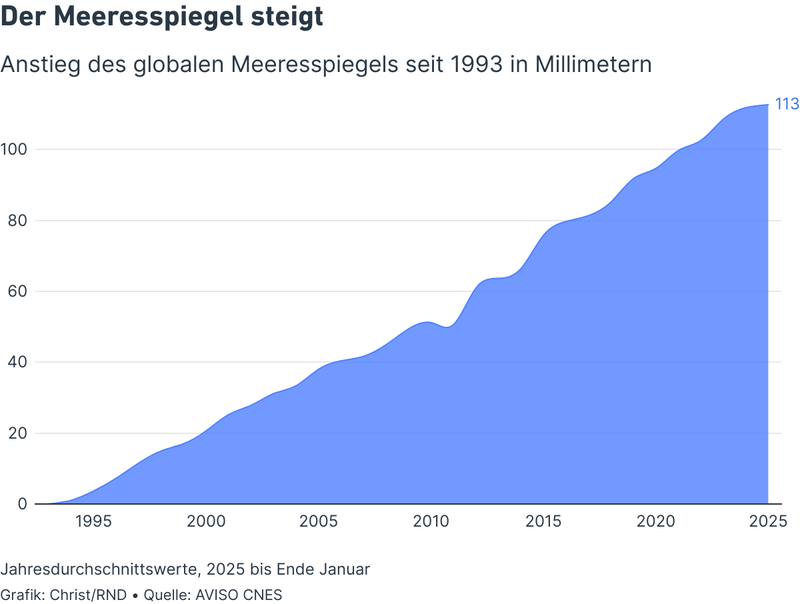 Der Meeresspiegel steigt
Anstieg des globalen Meeresspiegels seit 1993 in Millimetern
113
100
80
60
40
20
0
1995 2000 2005 2010 2015 2020 2025
Jahresdurchschnittswerte, 2025 bis Ende Januar
Grafik: Christ/RND • Quelle: AVISO CNES